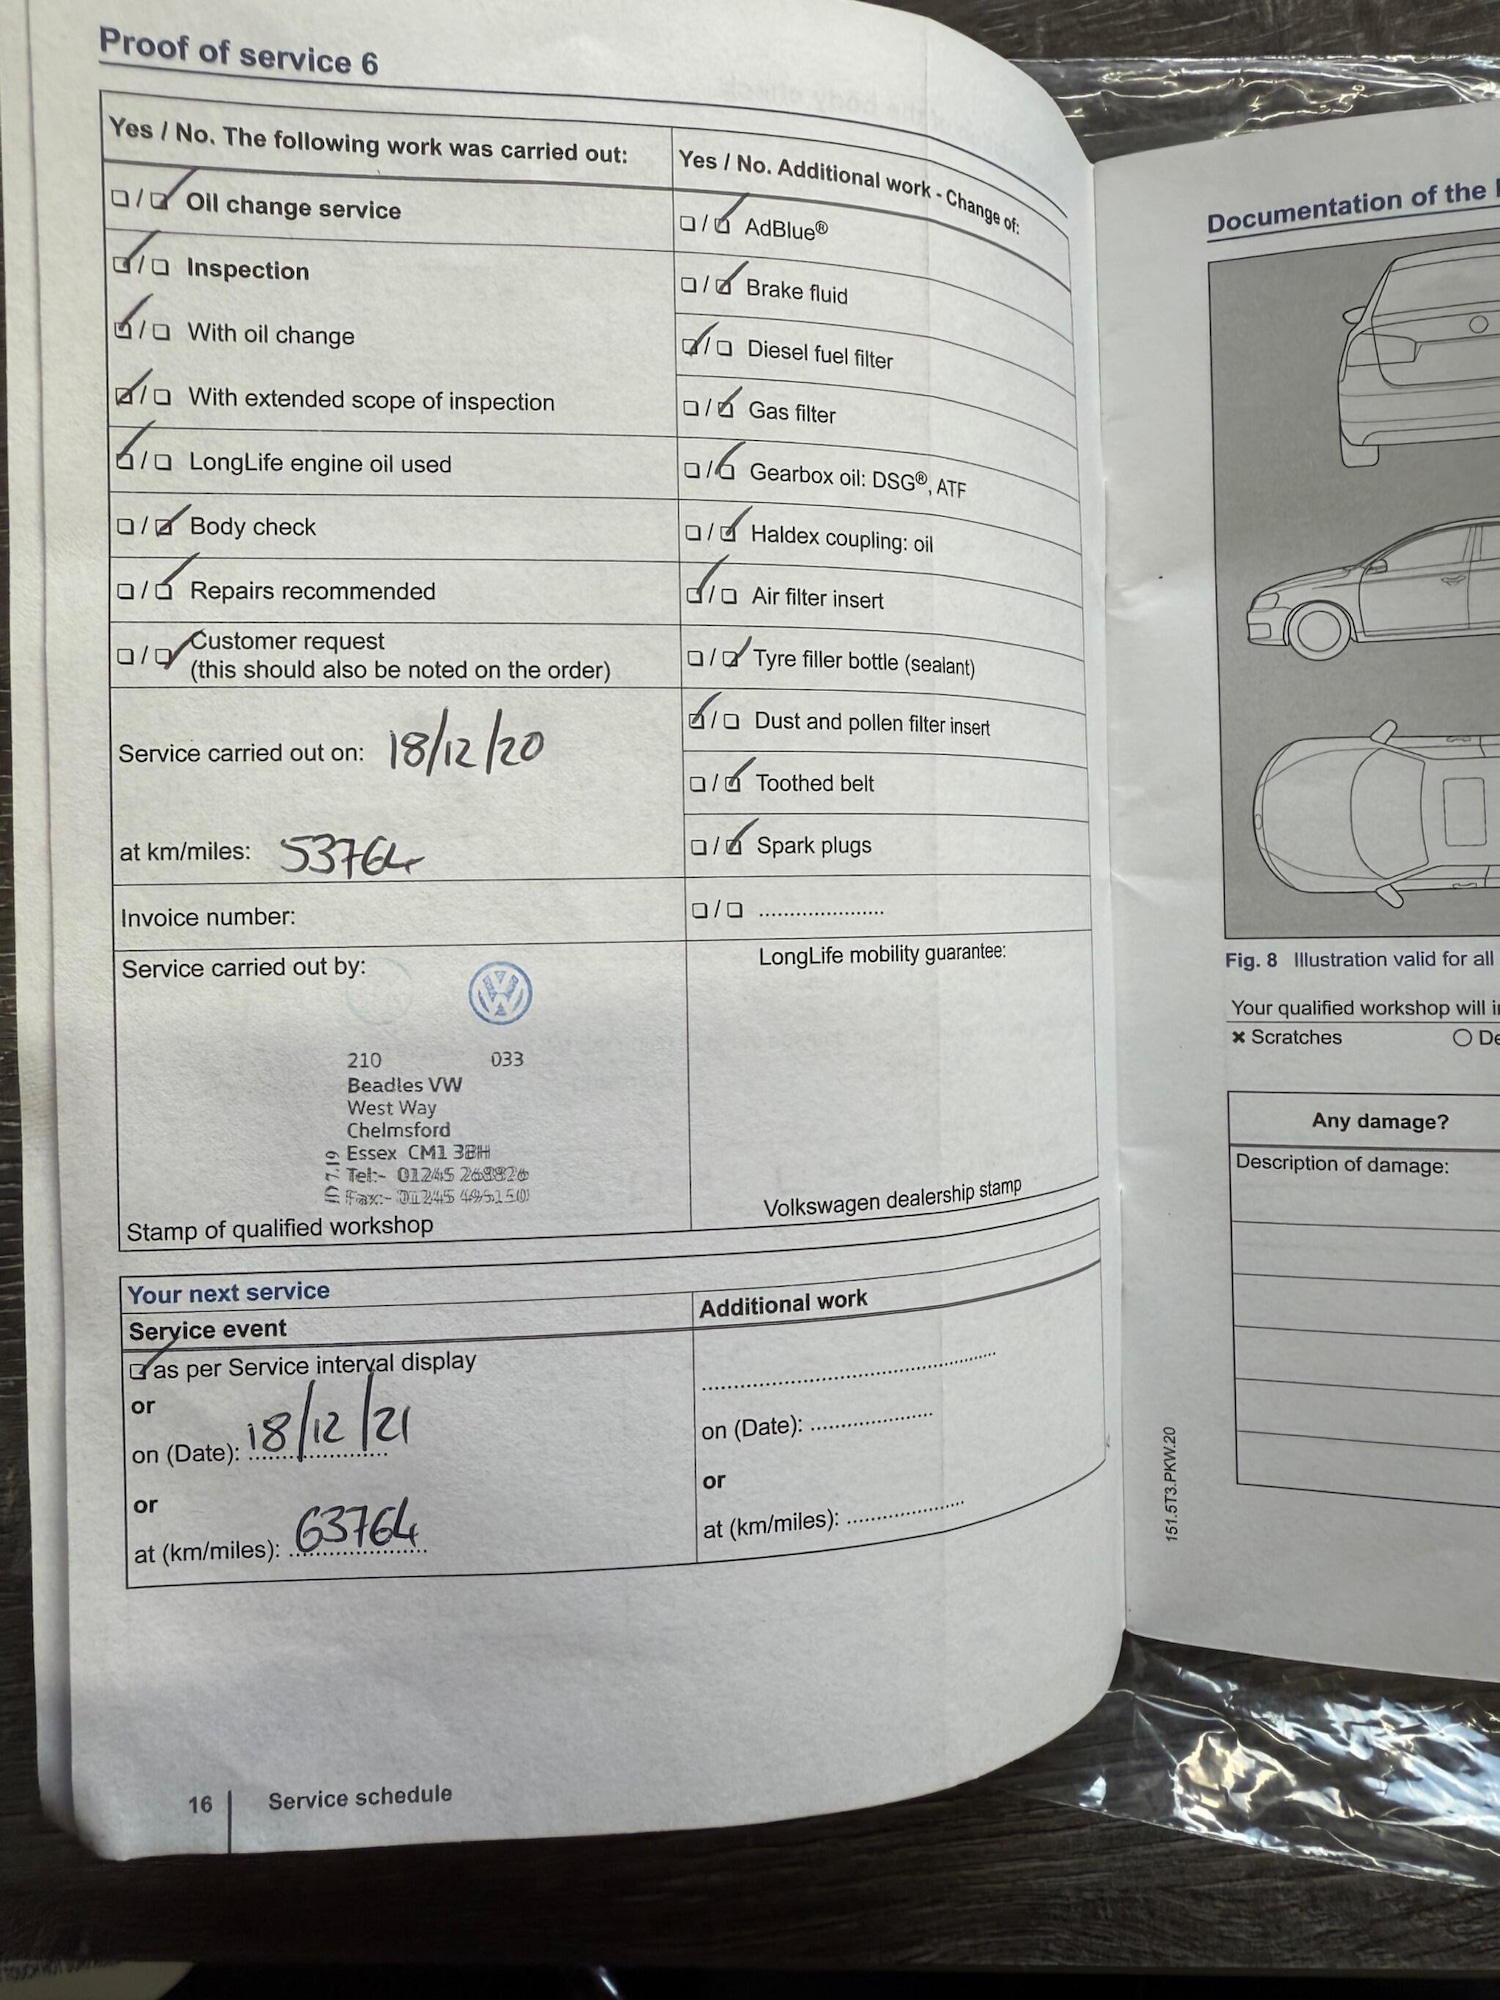 Proof of service 6
Yes / No. The following work was carried out:
Oil change service
Inspection
With oil change
With extended scope of inspection
LongLife engine oil used
Body check
Repairs recommended
Customer request
(this should also be noted on the order)
Service carried out on: 18/12/20
at km/miles: 53764
Invoice number:
Service carried out by:
210 033
Beadles VW
West Way
Chelmsford
Essex CM1 3BH
Tel:- 01245
Fax:- 01245
Stamp of qualified workshop
Yes / No. Additional work - Change of:
AdBlue®
Brake fluid
Diesel fuel filter
Gas filter
Gearbox oil: DSG®, ATF
Haldex coupling: oil
Air filter insert
Tyre filler bottle (sealant)
Dust and pollen filter insert
Toothed belt
Spark plugs
LongLife mobility guarantee:
Volkswagen dealership stamp
Your next service
Service event
as per Service interval display
or
on (Date): 18/12/21
or
at (km/miles): 63764
Additional work
on (Date):
or
at (km/miles):
16 Service schedule
Documentation of the
Fig. 8 Illustration valid for all
Your qualified workshop will
× Scratches
Any damage?
Description of damage:
151.5T3.PKW.20